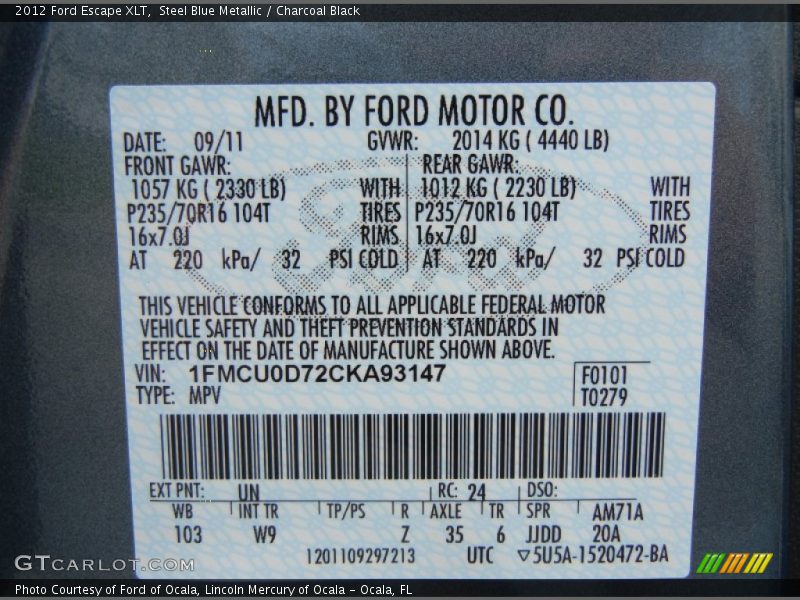 2012 Ford Escape XLT,  Steel Blue Metallic / Charcoal Black
MFD. BY FORD MOTOR CO.
DATE: 09/11 GVWR: 2014 KG ( 4440 LB)
FRONT GAWR: REAR GAWR:
1057 KG ( 2330 LB) WITH 1012 KG ( 2230 LB) WITH
P235/70R16 104T TIRES P235/70R16 104T TIRES
16x7.0J RIMS 16x7.0J RIMS
AT 220 kPa/ 32 PSI COLD AT 220 kPa/ 32 PSI COLD
THIS VEHICLE CONFORMS TO ALL APPLICABLE FEDERAL MOTOR
VEHICLE SAFETY AND THEFT PREVENTION STANDARDS IN
EFFECT ON THE DATE OF MANUFACTURE SHOWN ABOVE.
VIN: 1FMCU0D72CKA93147 F0101
TYPE: MPV T0279
EXT PNT: UN RC: 24 DSO:
WB INT TR TP/PS R AXLE TR SPR AM71A
103 W9 Z 35 6 JJDD 20A
1201109297213 UTC ▽5U5A-1520472-BA
Ford
GTCARLOT.COM
Photo Courtesy of Ford of Ocala, Lincoln Mercury of Ocala – Ocala, FL